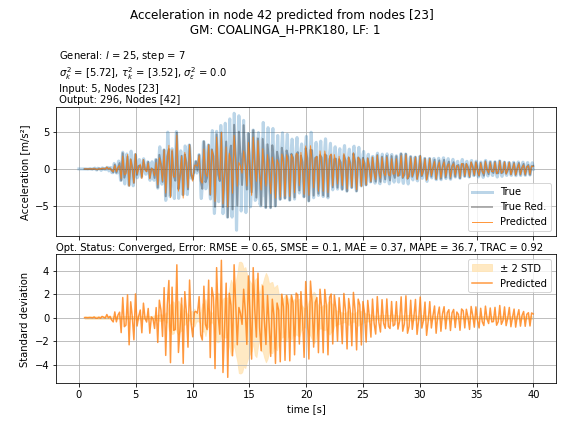 Acceleration in node 42 predicted from nodes [23]
GM: COALINGA_H-PRK180, LF: 1
General: l = 25, step = 7
σ²ₖ = [5.72], τ²ₖ = [3.52], σ²ε = 0.0
Input: 5, Nodes [23]
Output: 296, Nodes [42]
Acceleration [m/s²]
5
0
−5
True
True Red.
Predicted
Opt. Status: Converged, Error: RMSE = 0.65, SMSE = 0.1, MAE = 0.37, MAPE = 36.7, TRAC = 0.92
Standard deviation
4
2
0
−2
−4
± 2 STD
Predicted
0 5 10 15 20 25 30 35 40
time [s]